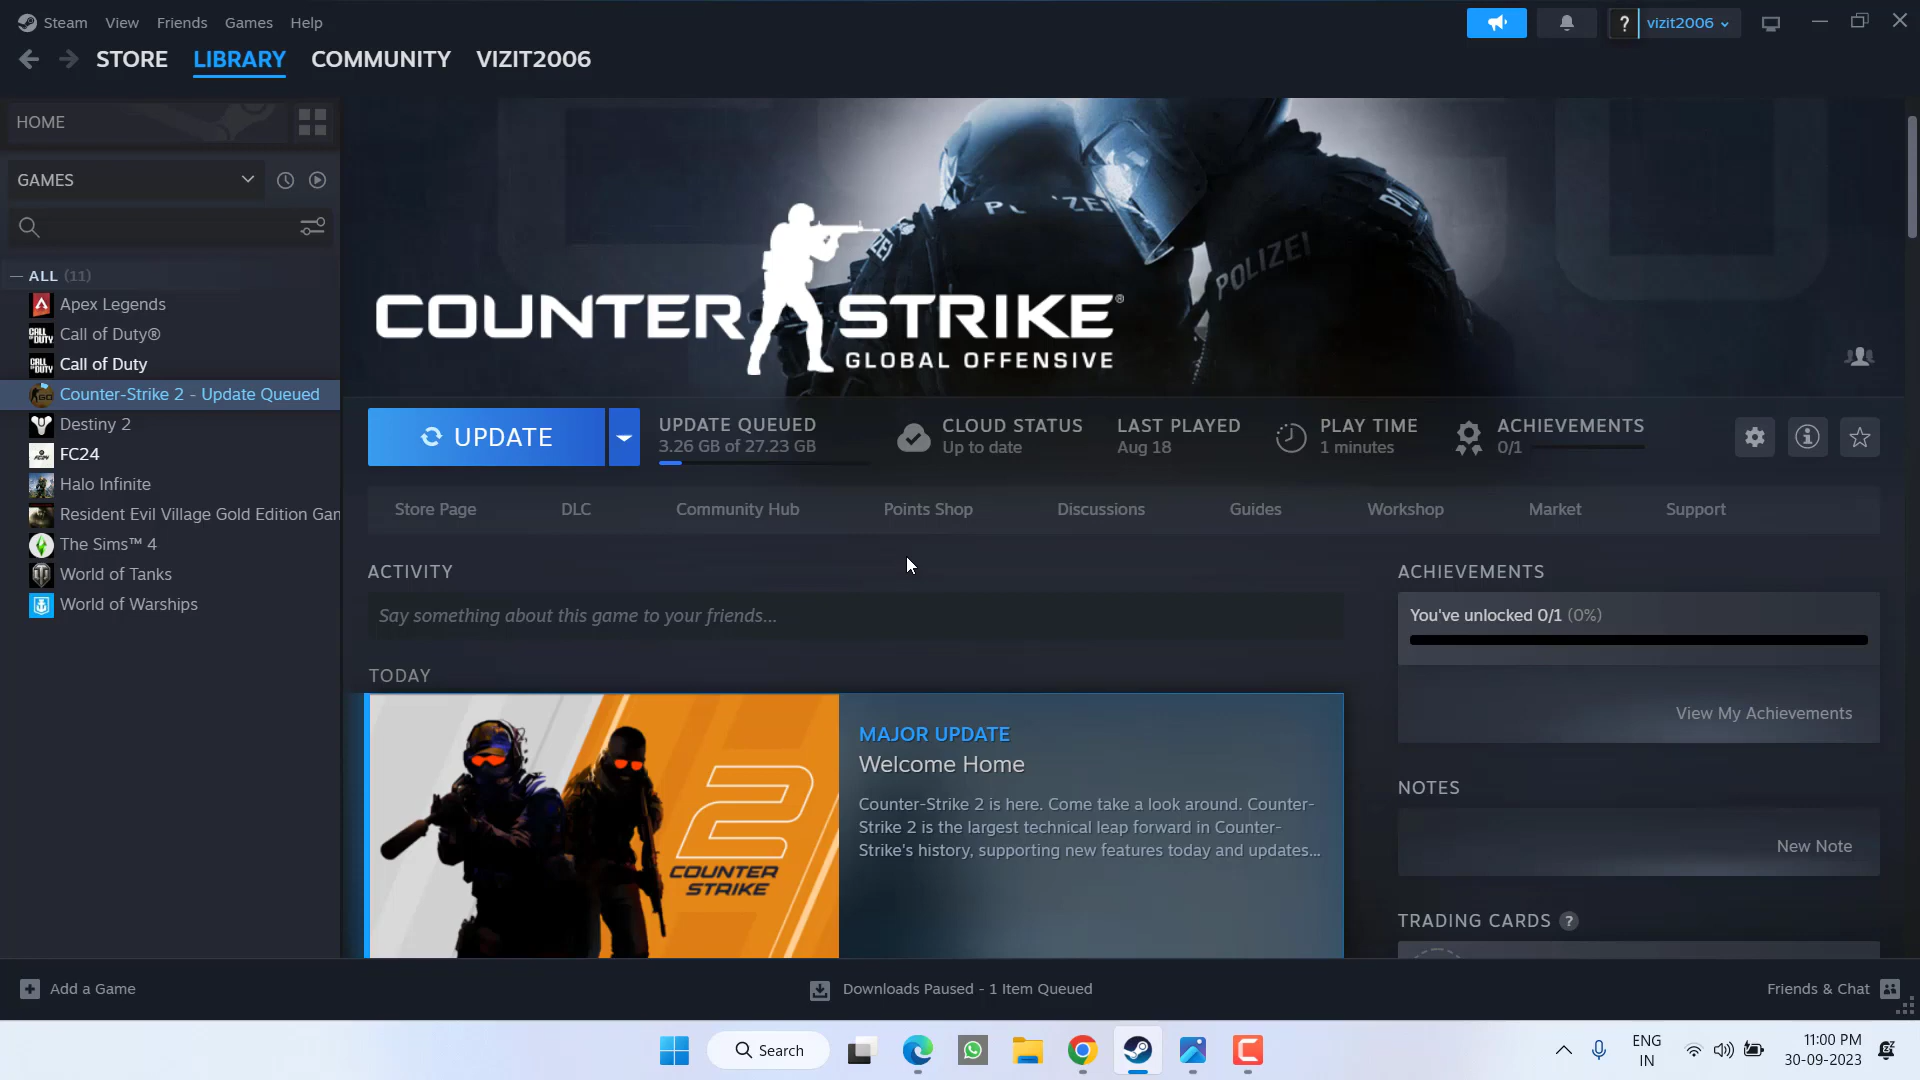 Steam View Friends Games Help
? vizit2006
STORE LIBRARY COMMUNITY VIZIT2006
HOME
GAMES
— ALL (11)
Apex Legends
Call of Duty®
Call of Duty
Counter-Strike 2 - Update Queued
Destiny 2
FC24
Halo Infinite
Resident Evil Village Gold Edition Gar
The Sims™ 4
World of Tanks
World of Warships
POLIZEI
COUNTER STRIKE®
GLOBAL OFFENSIVE
UPDATE
UPDATE QUEUED
3.26 GB of 27.23 GB
CLOUD STATUS
Up to date
LAST PLAYED
Aug 18
PLAY TIME
1 minutes
ACHIEVEMENTS
0/1
Store Page DLC Community Hub Points Shop Discussions Guides Workshop Market Support
ACTIVITY
Say something about this game to your friends...
TODAY
2
COUNTER
STRIKE
MAJOR UPDATE
Welcome Home
Counter-Strike 2 is here. Come take a look around. Counter-
Strike 2 is the largest technical leap forward in Counter-
Strike's history, supporting new features today and updates...
ACHIEVEMENTS
You've unlocked 0/1 (0%)
View My Achievements
NOTES
New Note
TRADING CARDS ?
Add a Game
Downloads Paused - 1 Item Queued
Friends & Chat
Search
ENG
IN
11:00 PM
30-09-2023